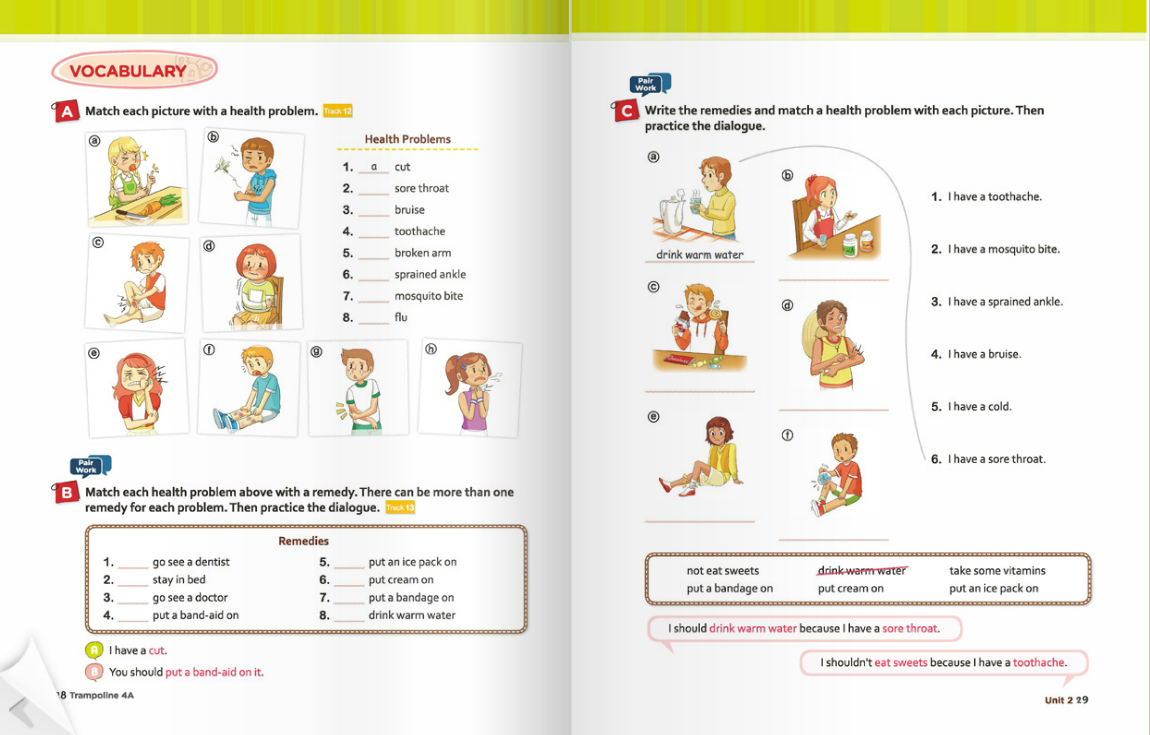 VOCABULARY
A Match each picture with a health problem. Track 12
a
b
c
d
e
f
g
h
Health Problems
1. a cut
2. ____ sore throat
3. ____ bruise
4. ____ toothache
5. ____ broken arm
6. ____ sprained ankle
7. ____ mosquito bite
8. ____ flu
Pair
Work
B Match each health problem above with a remedy. There can be more than one
remedy for each problem. Then practice the dialogue. Track 13
Remedies
1. ____ go see a dentist
2. ____ stay in bed
3. ____ go see a doctor
4. ____ put a band-aid on
5. ____ put an ice pack on
6. ____ put cream on
7. ____ put a bandage on
8. ____ drink warm water
A I have a cut.
B You should put a band-aid on it.
8 Trampoline 4A
Pair
Work
C Write the remedies and match a health problem with each picture. Then
practice the dialogue.
a
drink warm water
b
c
d
e
f
1. I have a toothache.
2. I have a mosquito bite.
3. I have a sprained ankle.
4. I have a bruise.
5. I have a cold.
6. I have a sore throat.
not eat sweets drink warm water take some vitamins
put a bandage on put cream on put an ice pack on
I should drink warm water because I have a sore throat.
I shouldn't eat sweets because I have a toothache.
Unit 2 29